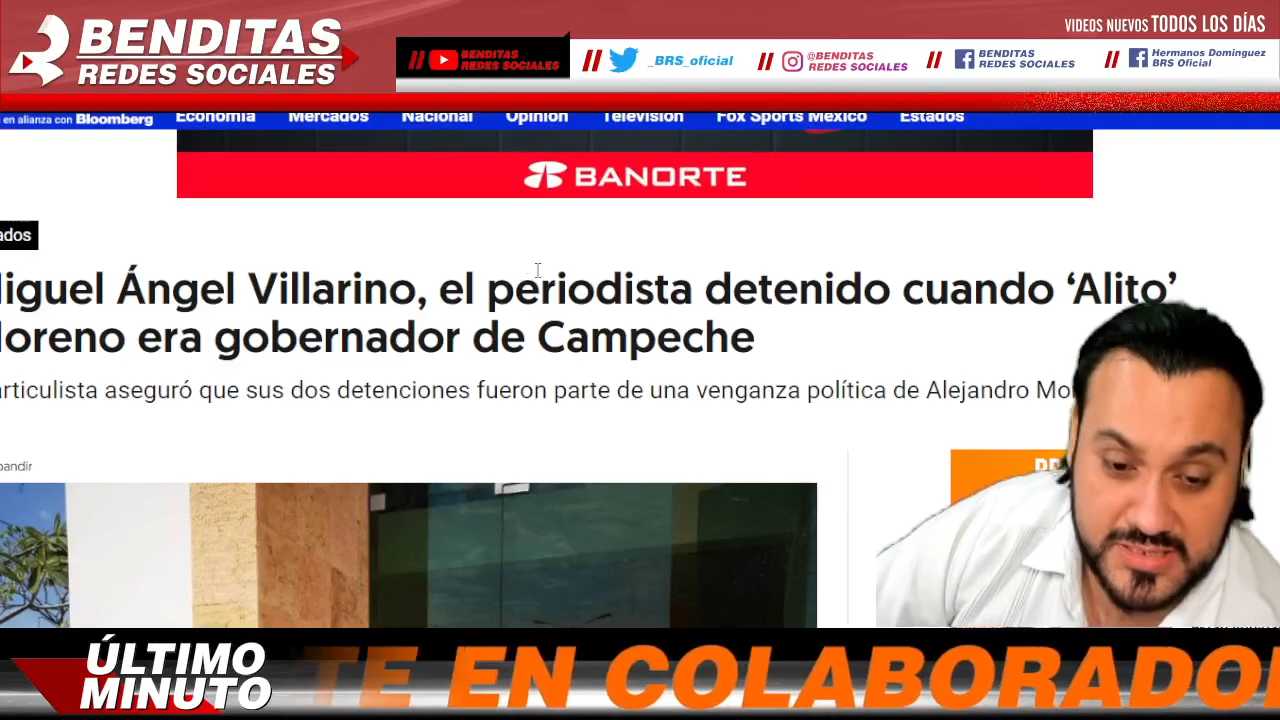 BENDITAS
REDES SOCIALES
VIDEOS NUEVOS TODOS LOS DÍAS
// BENDITAS
REDES SOCIALES
// _BRS_oficial
// @BENDITAS
REDES SOCIALES
// BENDITAS
REDES SOCIALES
// Hermanos Dominguez
BRS Oficial
en alianza con Bloomberg
Economía Mercados Nacional Opinión Televisión Fox Sports México Estados
BANORTE
ados
iguel Ángel Villarino, el periodista detenido cuando ‘Alito’
oreno era gobernador de Campeche
articulista aseguró que sus dos detenciones fueron parte de una venganza política de Alejandro Mo
pandir
ÚLTIMO
MINUTO
TE EN COLABORADO